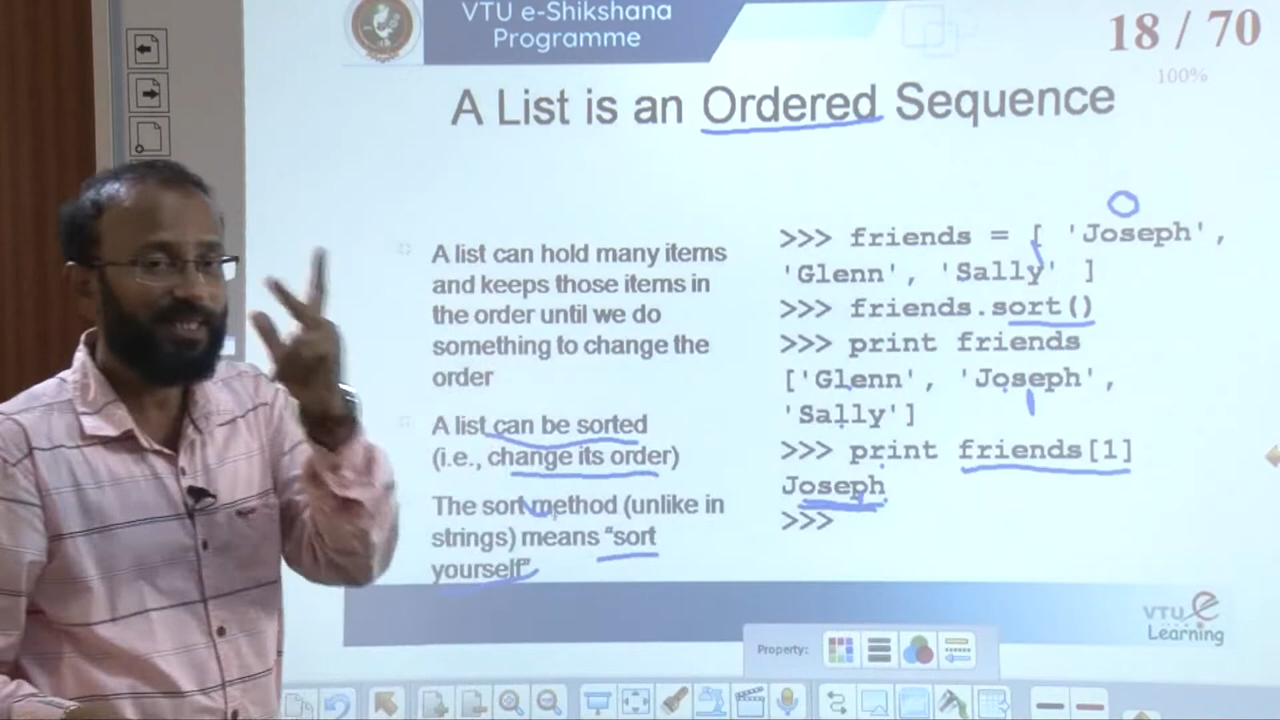 VTU e-Shikshana
Programme
18 / 70
100%
A List is an Ordered Sequence
A list can hold many items
and keeps those items in
the order until we do
something to change the
order
A list can be sorted
(i.e., change its order)
The sort method (unlike in
strings) means “sort
yourself”
>>> friends = [ 'Joseph',
'Glenn', 'Sally' ]
>>> friends.sort()
>>> print friends
['Glenn', 'Joseph',
'Sally']
>>> print friends[1]
Joseph
>>>
VTU e
Learning
Property: